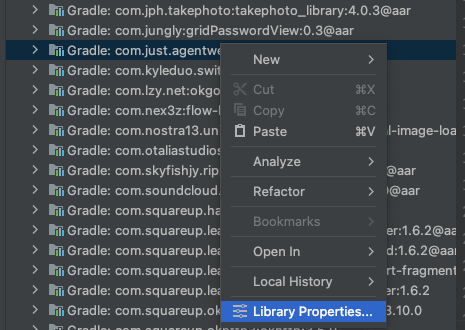 Gradle: com.jph.takephoto:takephoto_library:4.0.3@aar
Gradle: com.jungly:gridPasswordView:0.3@aar
Gradle: com.just.agentwe
Gradle: com.kyleduo.swit
Gradle: com.lzy.net:okgo
Gradle: com.nex3z:flow-l
Gradle: com.nostra13.un
al-image-loa
Gradle: com.otaliastudios
Gradle: com.skyfishjy.rip
Gradle: com.soundcloud.
Gradle: com.squareup.ha
Gradle: com.squareup.lea
er:1.6.2@aar
Gradle: com.squareup.lea
d:1.6.2@aar
Gradle: com.squareup.lea
rt-fragment
Gradle: com.squareup.lea
r:1.6.2
Gradle: com.squareup.ok
3.10.0
New
Cut ⌘X
Copy ⌘C
Paste ⌘V
Analyze
Refactor
Bookmarks
Open In
Local History
Library Properties...